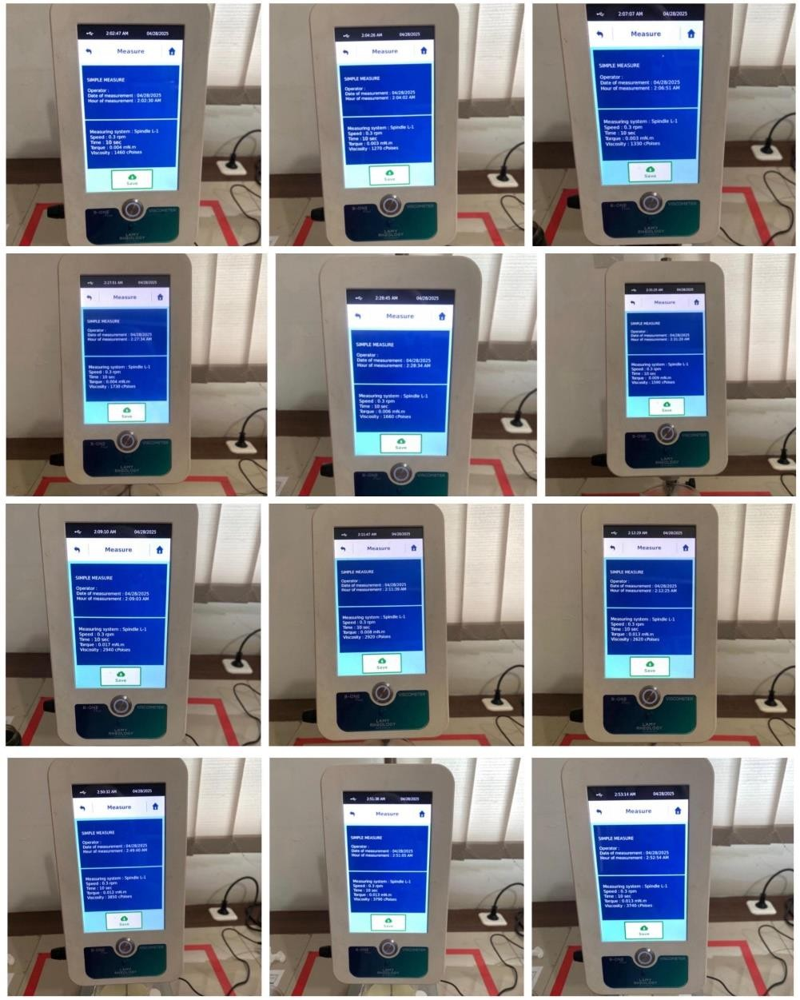 2:02:47 AM 04/28/2025
Measure
SIMPLE MEASURE
Operator :
Date of measurement : 04/28/2025
Hour of measurement : 2:02:30 AM
Measuring system : Spindle L-1
Speed : 0.3 rpm
Time : 10 sec
Torque : 0.004 mN.m
Viscosity : 1460 cPoises
Save
B-ONE
VISCOMETER
LAMY
RHEOLOGY
2:04:26 AM 04/28/2025
Measure
SIMPLE MEASURE
Operator :
Date of measurement : 04/28/2025
Hour of measurement : 2:04:02 AM
Measuring system : Spindle L-1
Speed : 0.3 rpm
Time : 10 sec
Torque : 0.003 mN.m
Viscosity : 1270 cPoises
Save
B-ONE
VISCOMETER
LAMY
RHEOLOGY
2:07:07 AM 04/28/2025
Measure
SIMPLE MEASURE
Operator :
Date of measurement : 04/28/2025
Hour of measurement : 2:06:51 AM
Measuring system : Spindle L-1
Speed : 0.3 rpm
Time : 10 sec
Torque : 0.003 mN.m
Viscosity : 1330 cPoises
Save
B-ONE
VISCOMETER
LAMY
RHEOLOGY
2:27:51 AM 04/28/2025
Measure
SIMPLE MEASURE
Operator :
Date of measurement : 04/28/2025
Hour of measurement : 2:27:34 AM
Measuring system : Spindle L-1
Speed : 0.3 rpm
Time : 10 sec
Torque : 0.004 mN.m
Viscosity : 1730 cPoises
Save
B-ONE
VISCOMETER
LAMY
RHEOLOGY
2:28:45 AM 04/28/2025
Measure
SIMPLE MEASURE
Operator :
Date of measurement : 04/28/2025
Hour of measurement : 2:28:34 AM
Measuring system : Spindle L-1
Speed : 0.3 rpm
Time : 10 sec
Torque : 0.006 mN.m
Viscosity : 1660 cPoises
Save
B-ONE
VISCOMETER
2:31:25 AM 04/28/2025
Measure
SIMPLE MEASURE
Operator :
Date of measurement : 04/28/2025
Hour of measurement : 2:31:20 AM
Measuring system : Spindle L-1
Speed : 0.3 rpm
Time : 10 sec
Torque : 0.009 mN.m
Viscosity : 1590 cPoises
Save
B-ONE
VISCOMETER
LAMY
RHEOLOGY
2:09:10 AM 04/28/2025
Measure
SIMPLE MEASURE
Operator :
Date of measurement : 04/28/2025
Hour of measurement : 2:09:03 AM
Measuring system : Spindle L-1
Speed : 0.3 rpm
Time : 10 sec
Torque : 0.017 mN.m
Viscosity : 2940 cPoises
Save
B-ONE
VISCOMETER
LAMY
RHEOLOGY
2:11:47 AM 04/28/2025
Measure
SIMPLE MEASURE
Operator :
Date of measurement : 04/28/2025
Hour of measurement : 2:11:39 AM
Measuring system : Spindle L-1
Speed : 0.3 rpm
Time : 10 sec
Torque : 0.008 mN.m
Viscosity : 2920 cPoises
Save
B-ONE
VISCOMETER
LAMY
RHEOLOGY
2:12:29 AM 04/28/2025
Measure
SIMPLE MEASURE
Operator :
Date of measurement : 04/28/2025
Hour of measurement : 2:12:25 AM
Measuring system : Spindle L-1
Speed : 0.3 rpm
Time : 10 sec
Torque : 0.013 mN.m
Viscosity : 2620 cPoises
Save
B-ONE
VISCOMETER
LAMY
RHEOLOGY
2:50:32 AM 04/28/2025
Measure
SIMPLE MEASURE
Operator :
Date of measurement : 04/28/2025
Hour of measurement : 2:49:40 AM
Measuring system : Spindle L-1
Speed : 0.3 rpm
Time : 10 sec
Torque : 0.012 mN.m
Viscosity : 3850 cPoises
Save
B-ONE
VISCOMETER
LAMY
RHEOLOGY
2:51:38 AM 04/28/2025
Measure
SIMPLE MEASURE
Operator :
Date of measurement : 04/28/2025
Hour of measurement : 2:51:05 AM
Measuring system : Spindle L-1
Speed : 0.3 rpm
Time : 10 sec
Torque : 0.013 mN.m
Viscosity : 3790 cPoises
Save
B-ONE
VISCOMETER
LAMY
RHEOLOGY
2:53:14 AM 04/28/2025
Measure
SIMPLE MEASURE
Operator :
Date of measurement : 04/28/2025
Hour of measurement : 2:52:54 AM
Measuring system : Spindle L-1
Speed : 0.3 rpm
Time : 10 sec
Torque : 0.013 mN.m
Viscosity : 3740 cPoises
Save
B-ONE
VISCOMETER
LAMY
RHEOLOGY